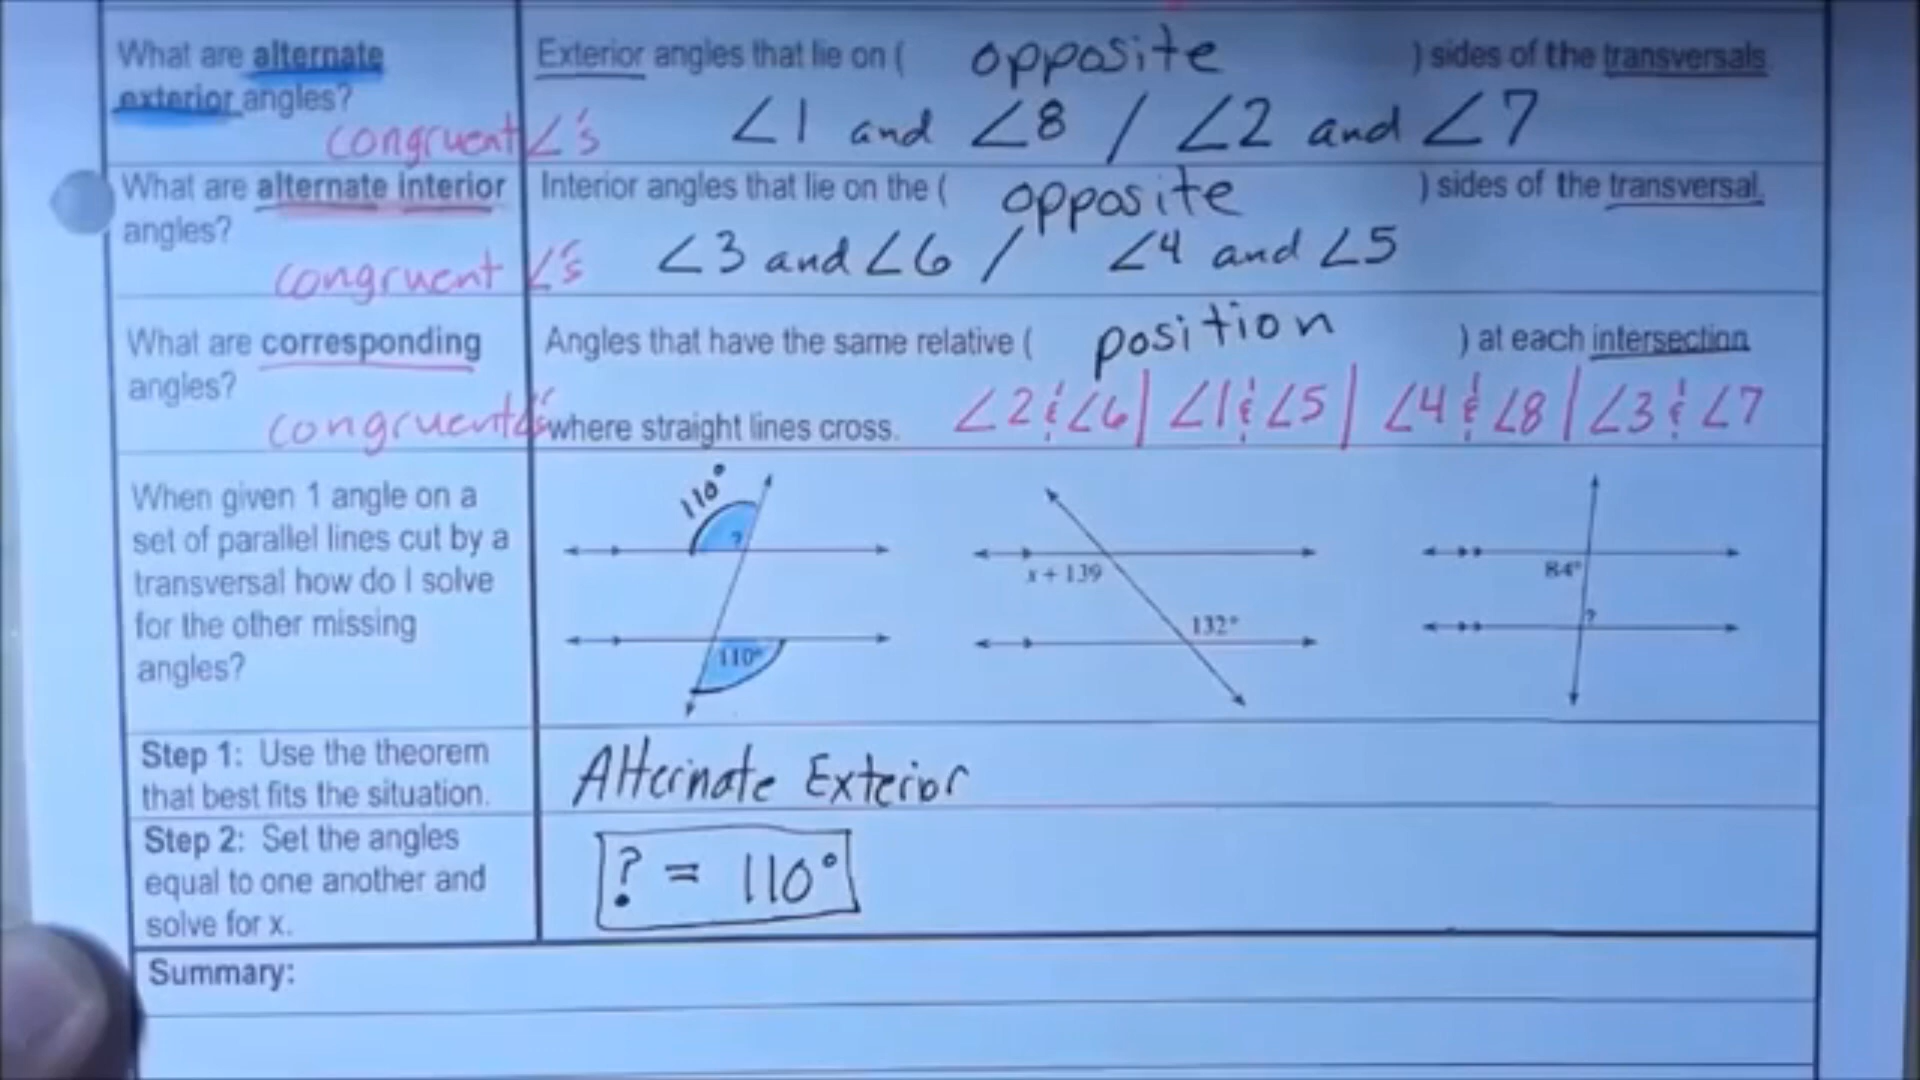 What are alternate exterior angles?
congruent ∠'s
Exterior angles that lie on ( opposite ) sides of the transversals
∠1 and ∠8 / ∠2 and ∠7
What are alternate interior angles?
congruent ∠'s
Interior angles that lie on the ( opposite ) sides of the transversal.
∠3 and ∠6 / ∠4 and ∠5
What are corresponding angles?
congruent ∠'s
Angles that have the same relative ( position ) at each intersection
where straight lines cross. ∠2 & ∠6 | ∠1 & ∠5 | ∠4 & ∠8 | ∠3 & ∠7
When given 1 angle on a
set of parallel lines cut by a
transversal how do I solve
for the other missing
angles?
110°
?
110°
x + 139
132°
84°
?
Step 1: Use the theorem
that best fits the situation.
Alternate Exterior
Step 2: Set the angles
equal to one another and
solve for x.
? = 110°
Summary: